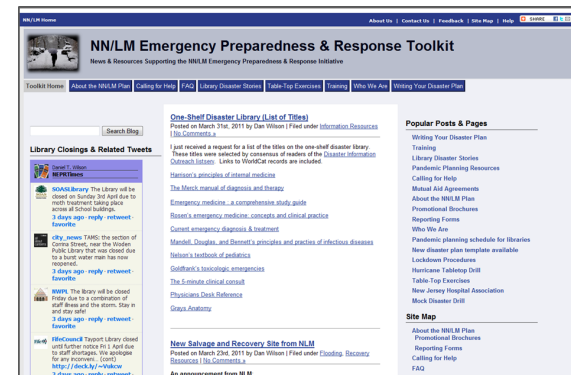 NN/LM Home
About Us | Contact Us | Feedback | Site Map | Help
SHARE
NN/LM Emergency Preparedness & Response Toolkit
News & Resources Supporting the NN/LM Emergency Preparedness & Response Initiative
Toolkit Home
About the NN/LM Plan
Calling for Help
FAQ
Library Disaster Stories
Table-Top Exercises
Training
Who We Are
Writing Your Disaster Plan
Search Blog
Library Closings & Related Tweets
Daniel T. Wilson
NEPRTimes
SOASLibrary The Library will be
closed on Sunday 3rd April due to
moth treatment taking place
across all School buildings.
3 days ago · reply · retweet ·
favorite
city_news TAMS: the section of
Corma Street, near the Woden
Public Library that was closed due
to a burst water main has now
reopened.
3 days ago · reply · retweet ·
favorite
KWPL The library will be closed
Friday due to a combination of
staff illness and the storm. Stay in
and stay safe!
3 days ago · reply · retweet ·
favorite
FifeCouncil Tayport Library closed
until further notice Fri 1 April due
to staff shortages. We apologise
for any inconveni... (cont)
http://deck.ly/~Vukcw
3 days ago · reply · retweet ·
One-Shelf Disaster Library (List of Titles)
Posted on March 31st, 2011 by Dan Wilson | Filed under Information Resources
| No Comments »
I just received a request for a list of the titles on the one-shelf disaster library.
These titles were selected by consensus of readers of the Disaster Information
Outreach listserv. Links to WorldCat records are included.
Harrison's principles of internal medicine
The Merck manual of diagnosis and therapy
Emergency medicine : a comprehensive study guide
Rosen's emergency medicine: concepts and clinical practice
Current emergency diagnosis & treatment
Mandell, Douglas, and Bennett's principles and practice of infectious diseases
Nelson's textbook of pediatrics
Goldfrank's toxicologic emergencies
The 5-minute clinical consult
Physicians Desk Reference
Grays Anatomy
New Salvage and Recovery Site from NLM
Posted on March 23rd, 2011 by Dan Wilson | Filed under Flooding, Recovery
Resources | No Comments »
An announcement from NLM
Popular Posts & Pages
Writing Your Disaster Plan
Training
Library Disaster Stories
Pandemic Planning Resources
Calling for Help
Mutual Aid Agreements
About the NN/LM Plan
Promotional Brochures
Reporting Forms
Who We Are
Pandemic planning schedule for libraries
New disaster plan template available
Lockdown Procedures
Hurricane Tabletop Drill
Table-Top Exercises
New Jersey Hospital Association
Mock Disaster Drill
Site Map
About the NN/LM Plan
Promotional Brochures
Reporting Forms
Calling for Help
FAQ